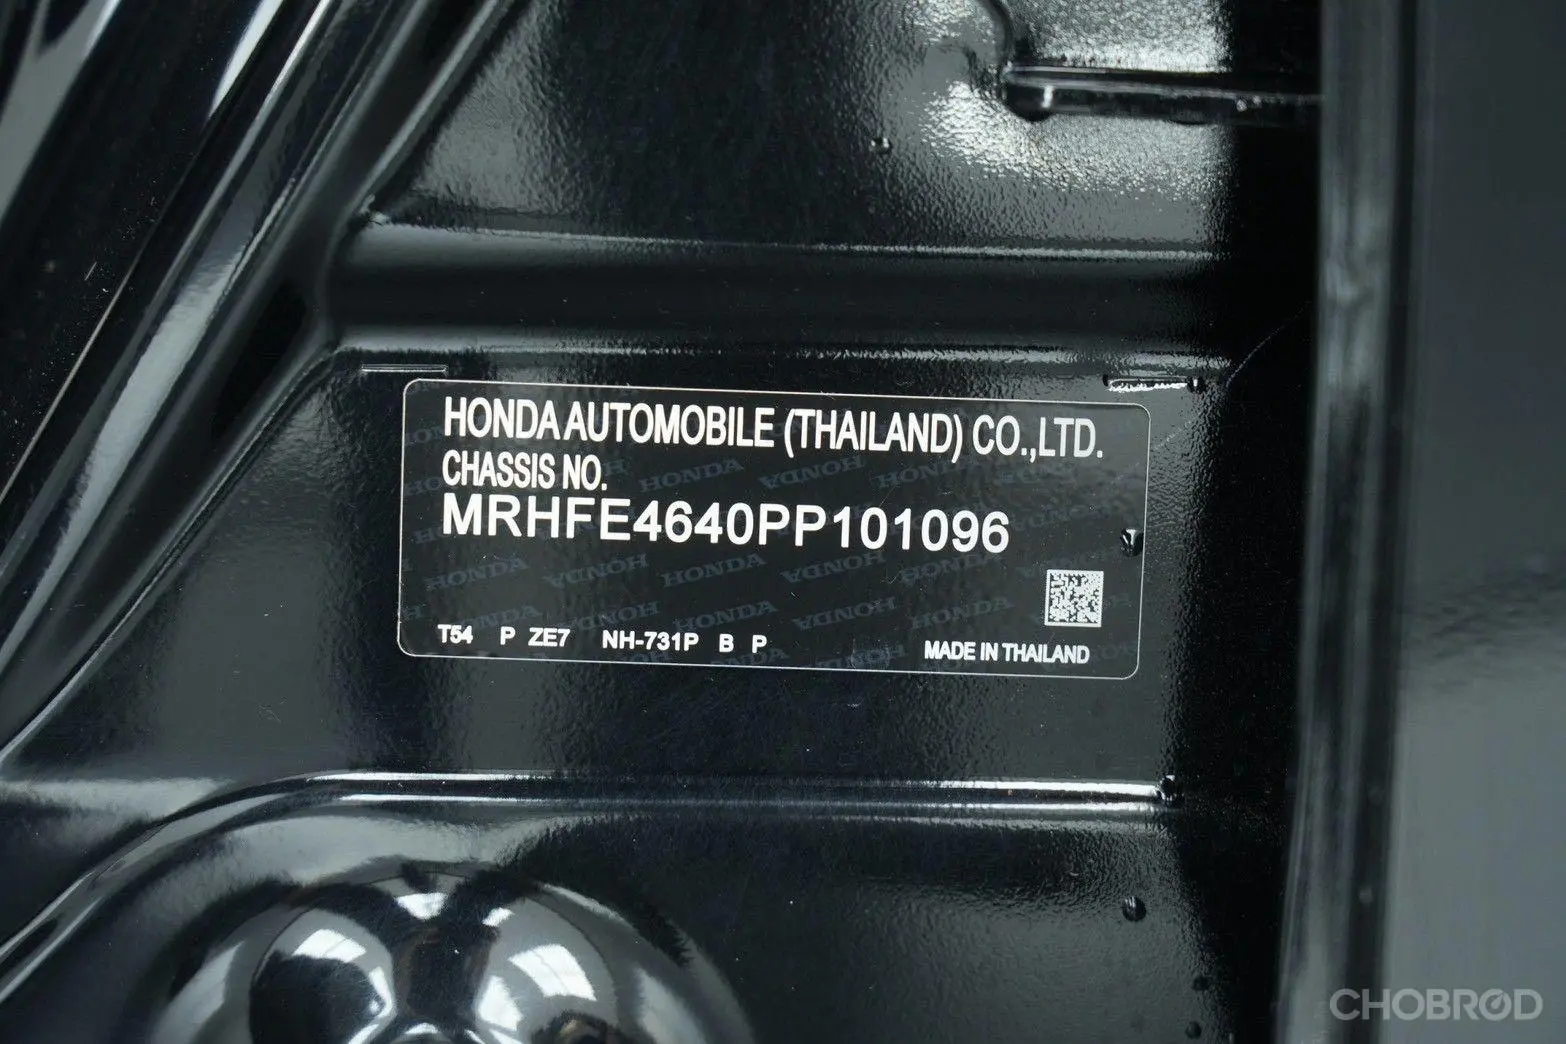 HONDA AUTOMOBILE (THAILAND) CO.,LTD.
CHASSIS NO.
MRHFE4640PP101096
T54 P ZE7 NH-731P B P
MADE IN THAILAND
CHOBROD